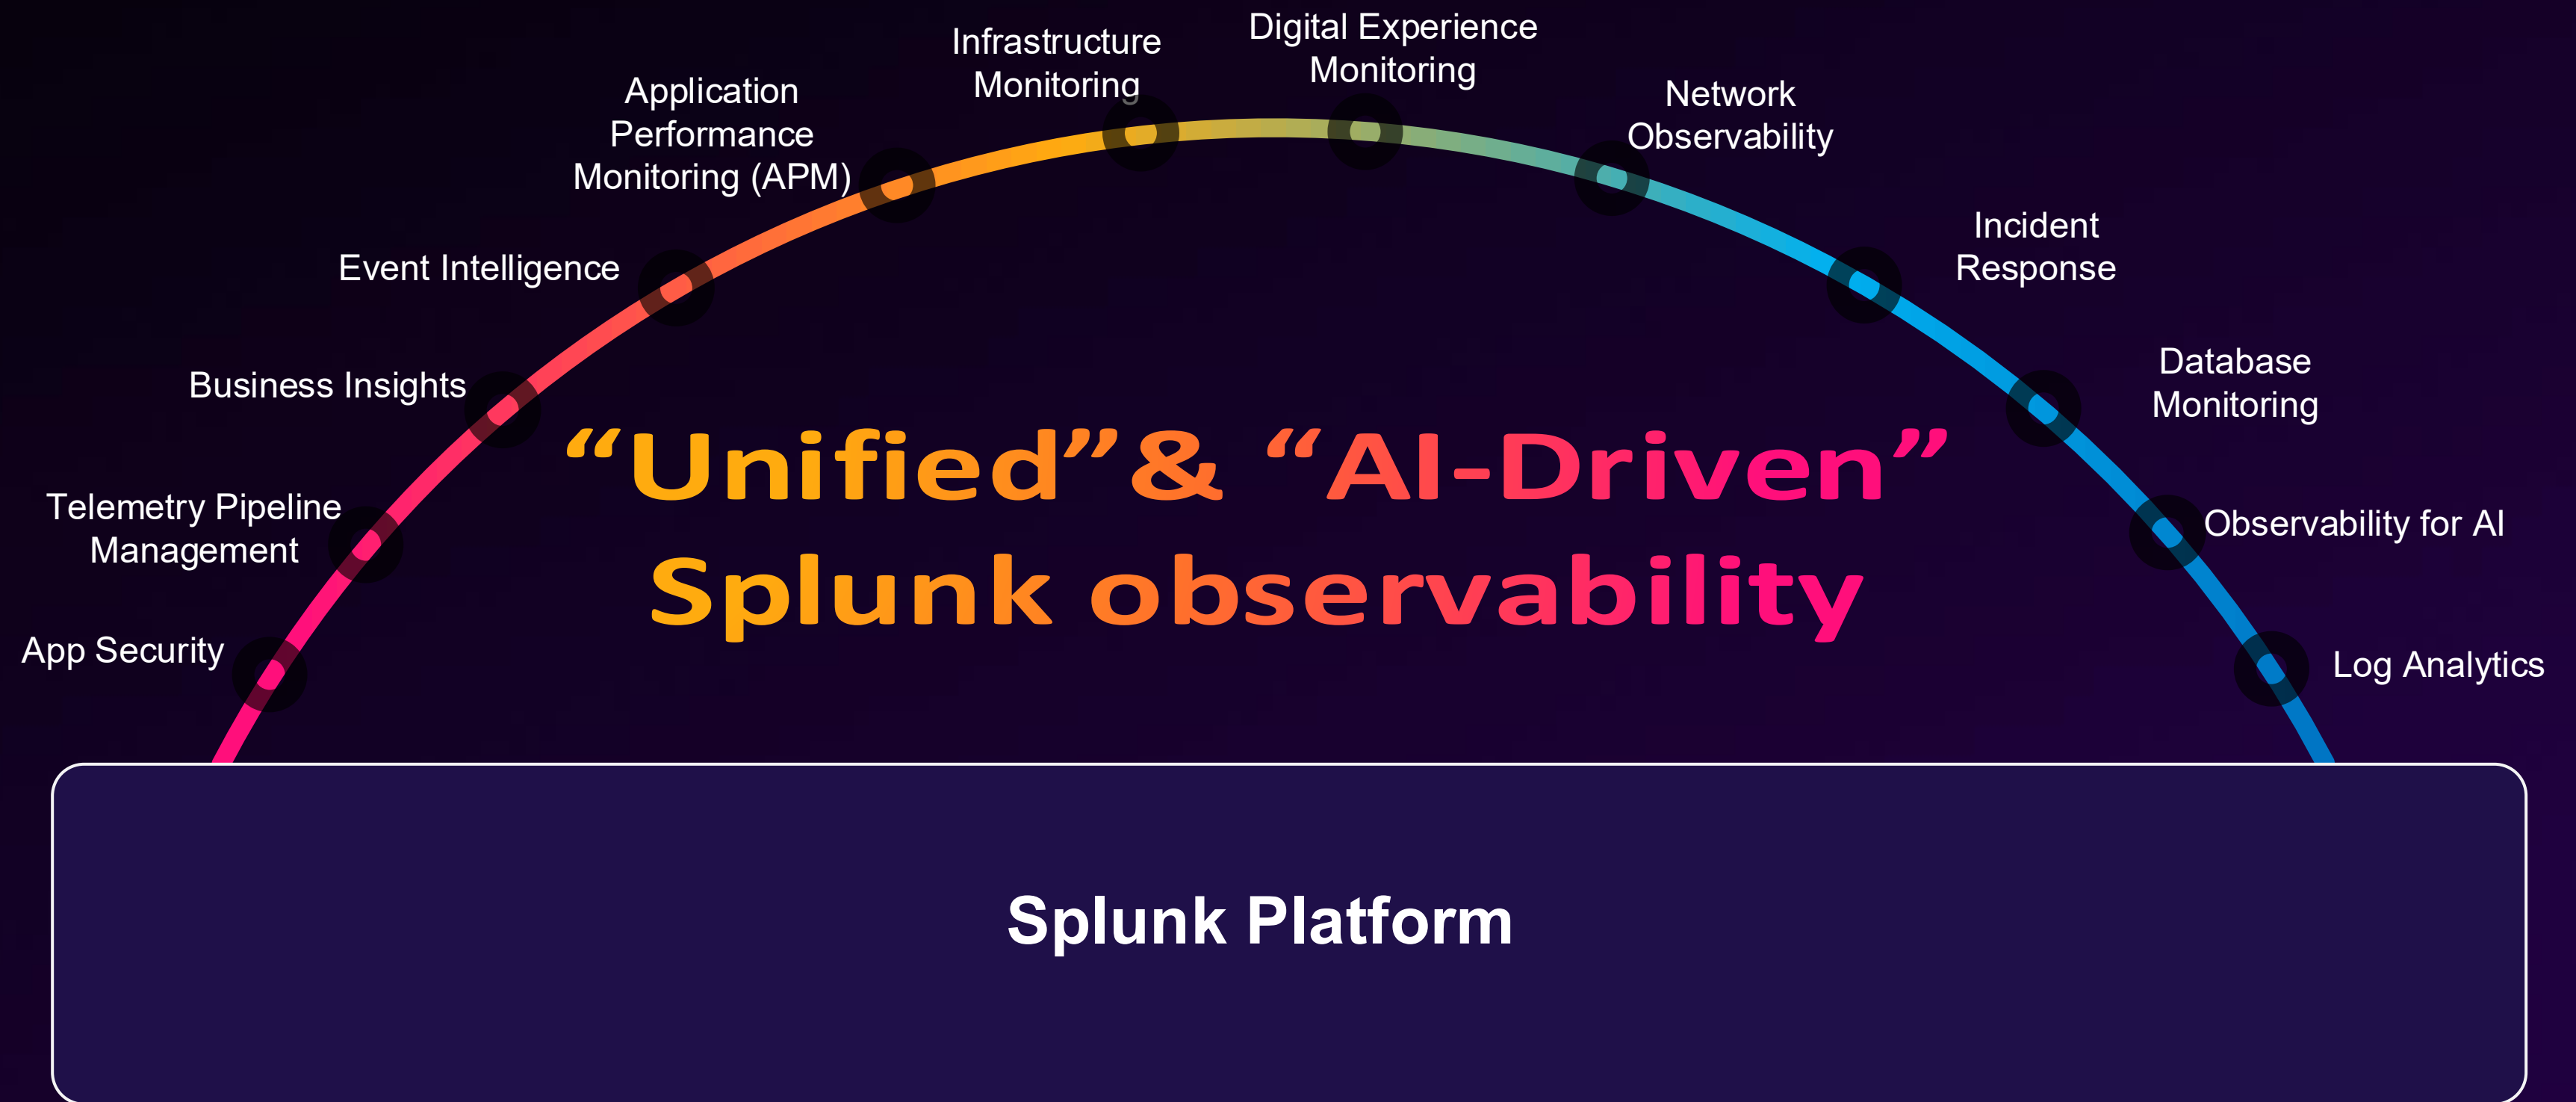 App Security
Telemetry Pipeline
Management
Business Insights
Event Intelligence
Application
Performance
Monitoring (APM)
Infrastructure
Monitoring
Digital Experience
Monitoring
Network
Observability
Incident
Response
Database
Monitoring
Observability for AI
Log Analytics
“Unified”& “AI-Driven”
Splunk observability
Splunk Platform